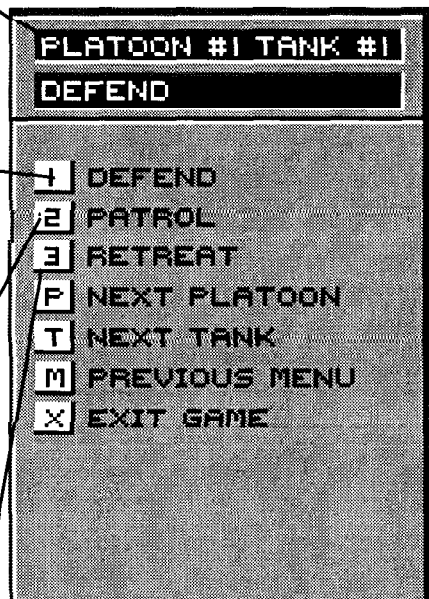 PLATOON #1 TANK #1
DEFEND
1 DEFEND
2 PATROL
3 RETREAT
P NEXT PLATOON
T NEXT TANK
M PREVIOUS MENU
X EXIT GAME